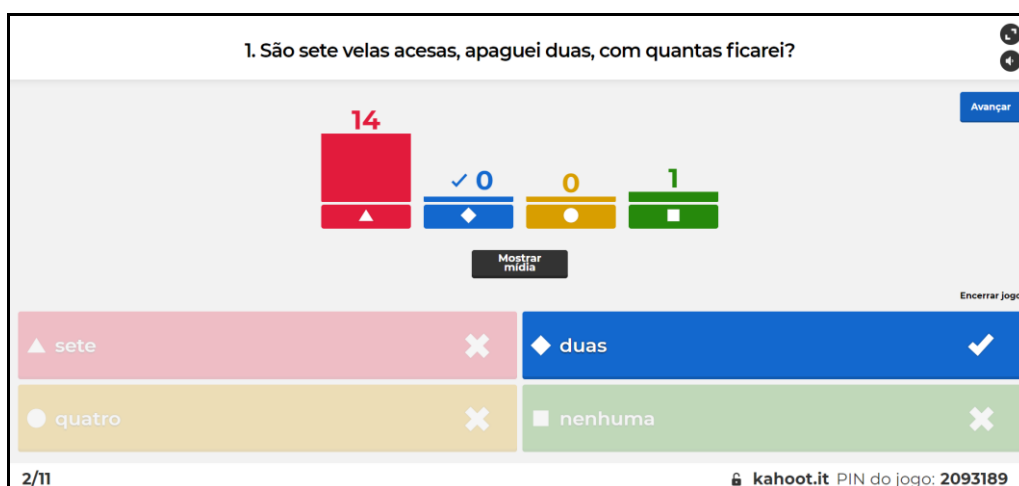 1. São sete velas acesas, apaguei duas, com quantas ficarei?
Avançar
14
0
0
1
Mostrar
mídia
Encerrar jogo
sete
duas
quatro
nenhuma
2/11
kahoot.it PIN do jogo: 2093189